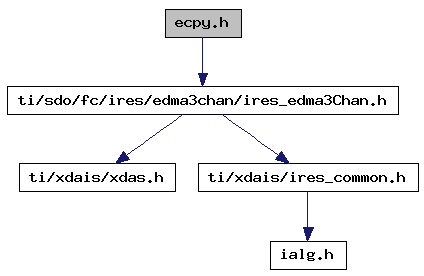 ecpy.h
ti/sdo/fc/ires/edma3chan/ires_edma3Chan.h
ti/xdais/xdas.h
ti/xdais/ires_common.h
ialg.h